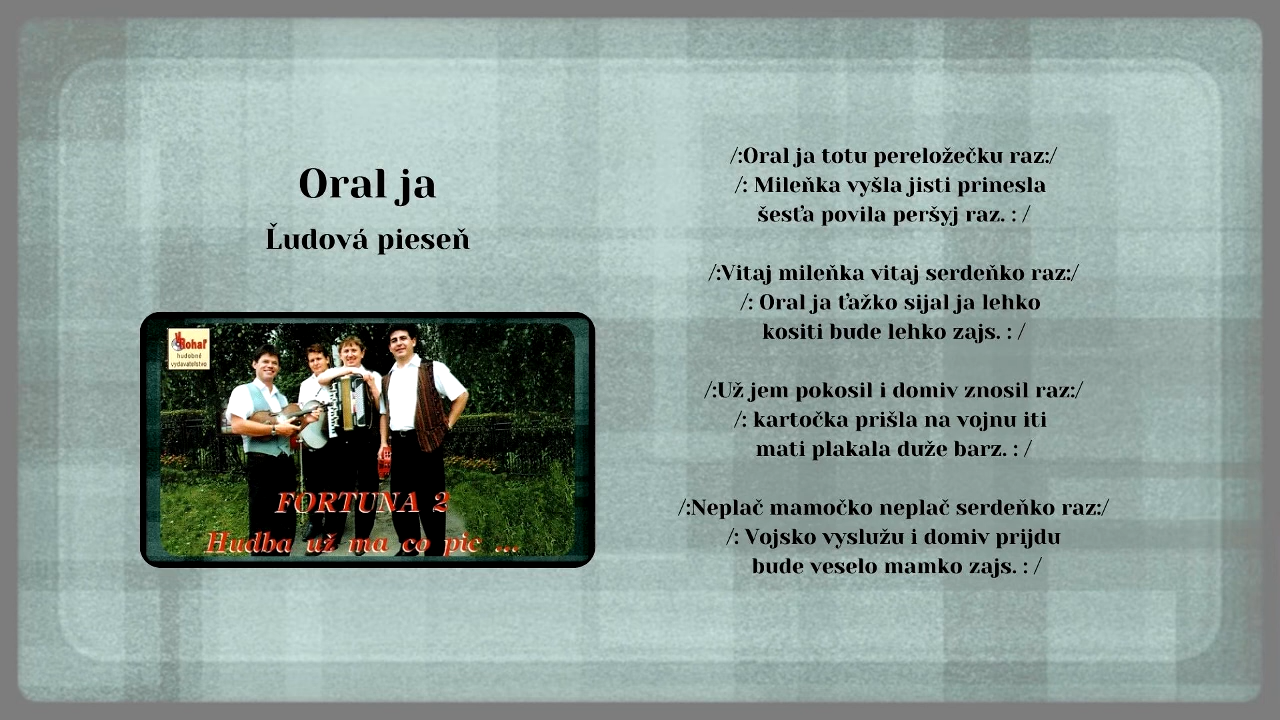 Oral ja
Ľudová pieseň
Rohaľ
hudobné
vydavateľstvo
FORTUNA 2
Hudba už ma co pic ...
/:Oral ja totu pereložečku raz:/
/: Mileňka vyšla jisti prinesla
šesťa povila peršyj raz. : /
/:Vitaj mileňka vitaj serdeňko raz:/
/: Oral ja ťažko sijal ja lehko
kositi bude lehko zajs. : /
/:Už jem pokosil i domiv znosil raz:/
/: kartočka prišla na vojnu iti
mati plakala duže barz. : /
/:Neplač mamočko neplač serdeňko raz:/
/: Vojsko vyslužu i domiv prijdu
bude veselo mamko zajs. : /